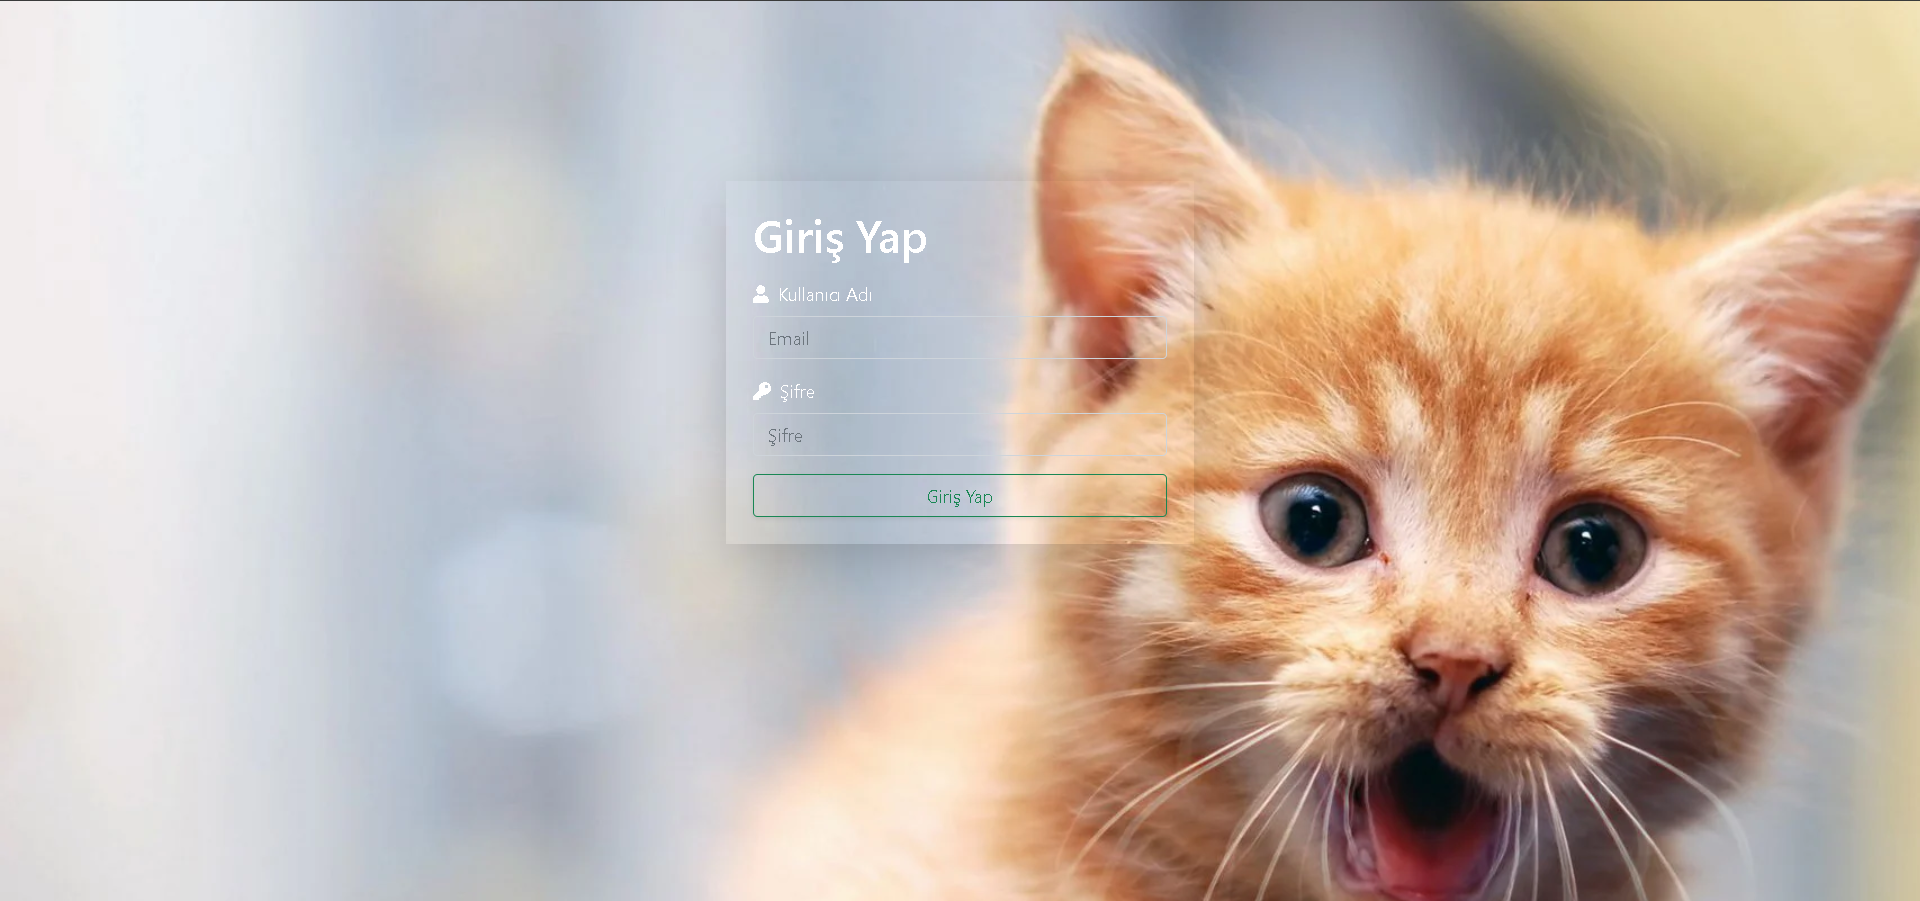 Giriş Yap
Kullanıcı Adı
Email
Şifre
Şifre
Giriş Yap